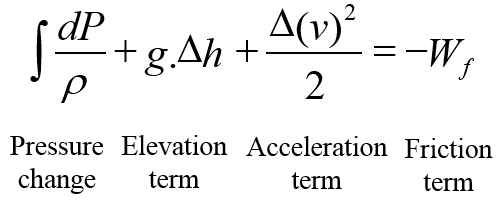 ∫ dP/ρ + g.Δh + Δ(v)²/2 = −W_f
Pressure change Elevation term Acceleration term Friction term